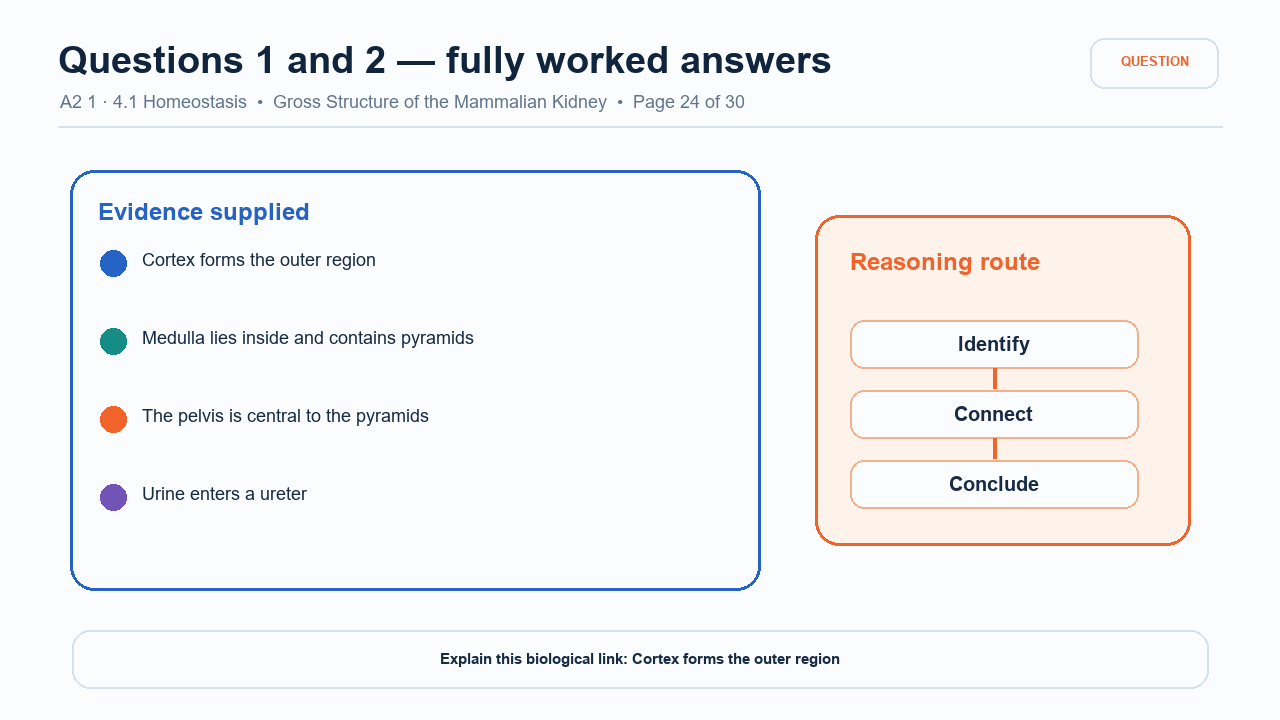 Questions 1 and 2 — fully worked answers
QUESTION
A2 1 · 4.1 Homeostasis • Gross Structure of the Mammalian Kidney • Page 24 of 30
Evidence supplied
Cortex forms the outer region
Medulla lies inside and contains pyramids
The pelvis is central to the pyramids
Urine enters a ureter
Reasoning route
Identify
Connect
Conclude
Explain this biological link: Cortex forms the outer region